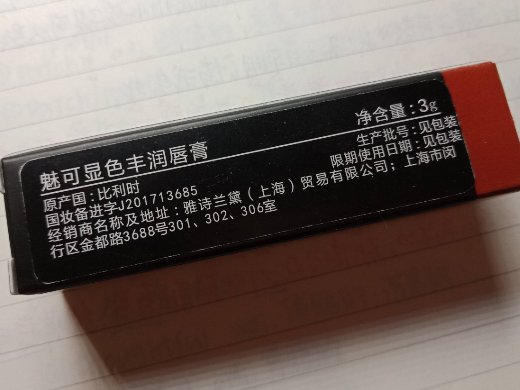 魅可显色丰润唇膏 净含量：3g
原产国：比利时 生产批号：见包装
国妆备进字J201713685 限期使用日期：见包装
经销商名称及地址：雅诗兰黛（上海）贸易有限公司；上海市闵
行区金都路3688号301、302、306室